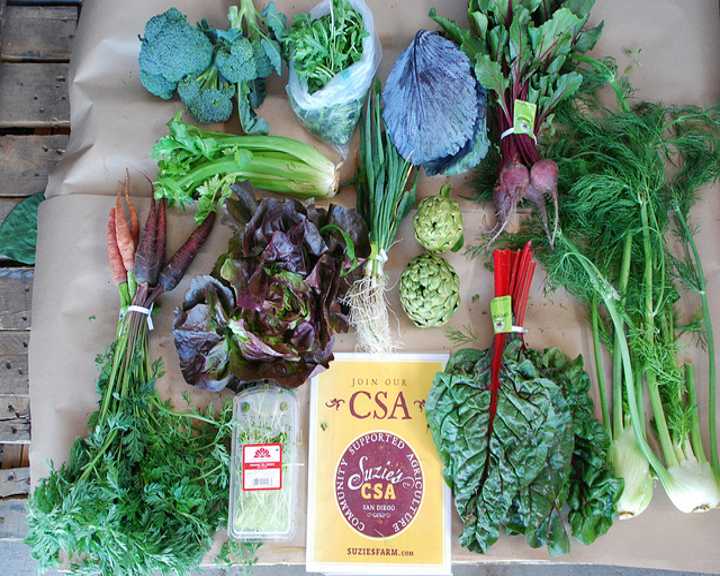 JOIN OUR
CSA
COMMUNITY SUPPORTED AGRICULTURE
Suzie's
CSA
SAN DIEGO
SUZIESFARM.com